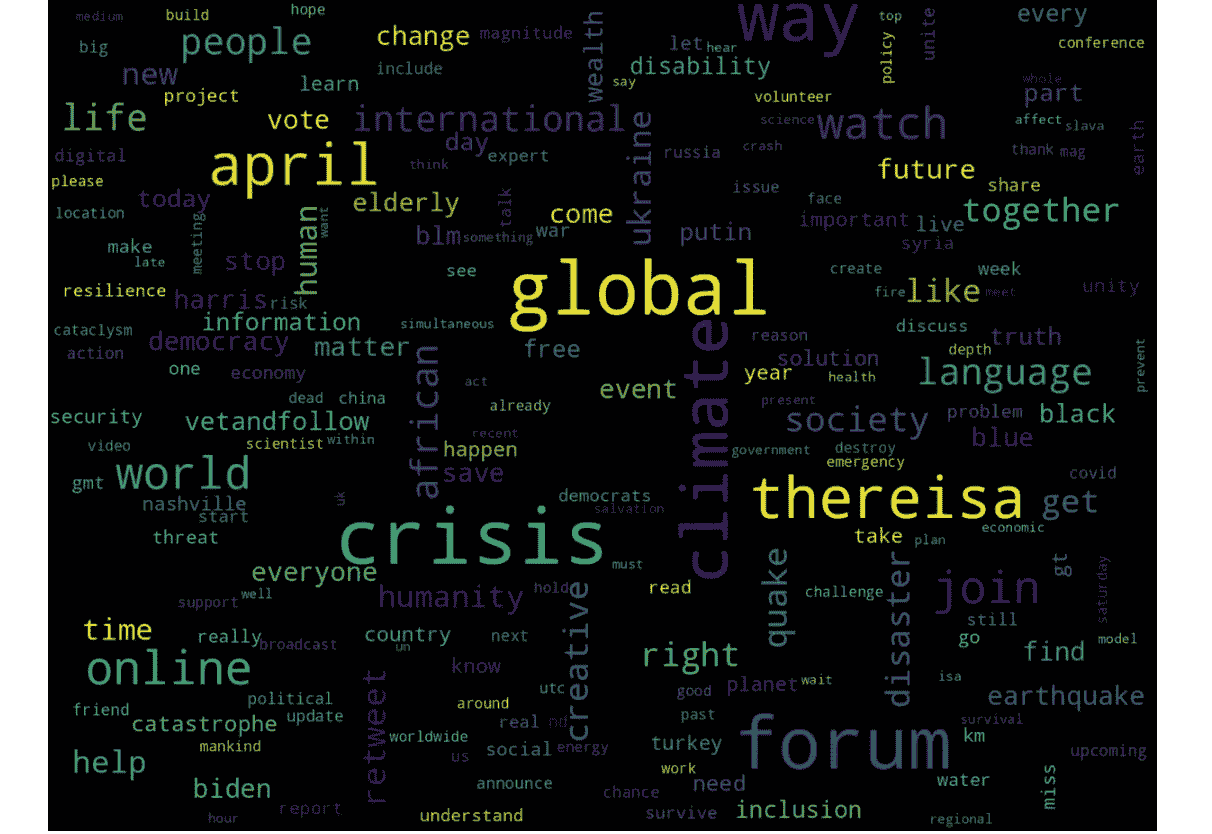 medium
build
hope
way
top
unite
every
big
people
change
magnitude
wealth
let
hear
policy
conference
new
include
disability
say
whole
project
learn
volunteer
part
life
vote
international
science
watch
affect
slava
earth
digital
april
day
expert
ukraine
russia
crash
thank
mag
please
think
issue
future
share
today
elderly
talk
come
face
together
location
human
want
blm
something
war
putin
important
live
make
meeting
late
stop
see
syria
resilience
harris
risk
global
create
week
fire
like
meet
unity
cataclysm
information
simultaneous
climate
reason
discuss
truth
action
democracy
matter
free
solution
depth
prevent
one
economy
african
act
event
year
health
language
security
dead
china
already
present
vetandfollow
society
problem
black
video
scientist
within
recent
happen
government
destroy
blue
gmt
world
save
emergency
covid
nashville
uk
democrats
salvation
thereisa
get
start
threat
crisis
take
plan
economic
everyone
must
quake
disaster
gt
saturday
support
well
humanity
hold
creative
read
challenge
join
time
really
broadcast
country
un
next
still
go
model
online
know
right
find
retweet
utc
good
planet
wait
isa
political
around
earthquake
friend
catastrophe
update
real
nd
past
forum
survival
km
mankind
worldwide
us
social
energy
turkey
upcoming
help
work
miss
biden
announce
chance
need
water
hour
report
understand
survive
inclusion
regional